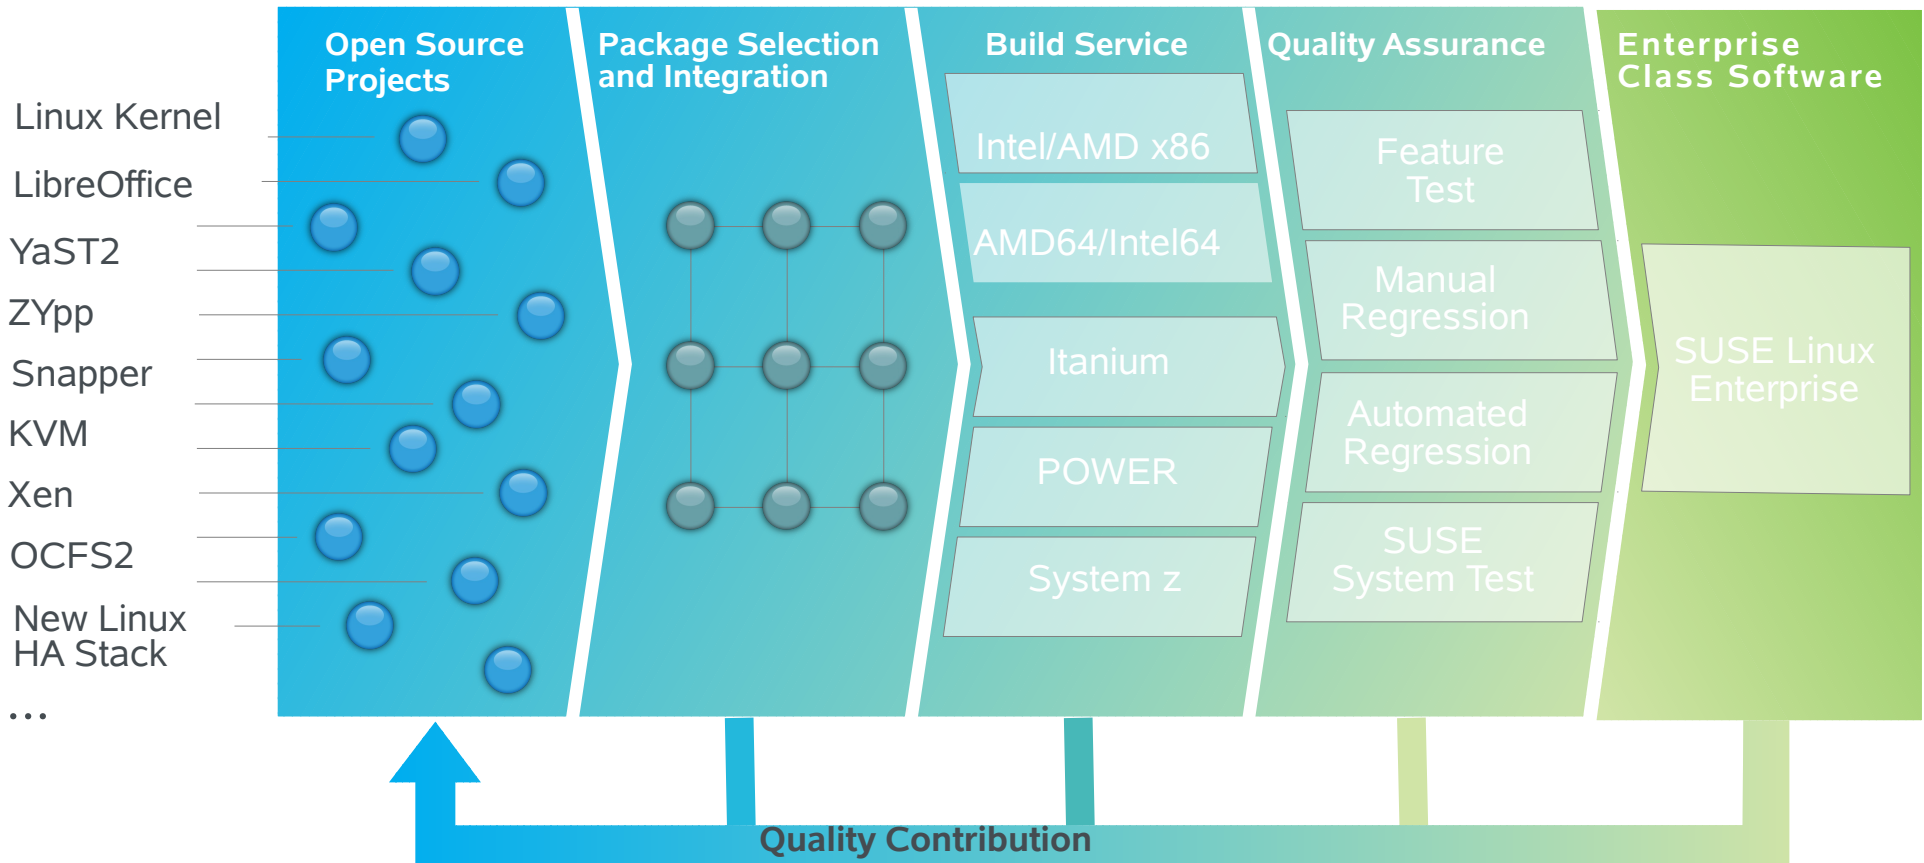 Open Source
Projects
Package Selection
and Integration
Build Service
Quality Assurance
Enterprise
Class Software
Linux Kernel
LibreOffice
YaST2
ZYpp
Snapper
KVM
Xen
OCFS2
New Linux
HA Stack
...
Intel/AMD x86
AMD64/Intel64
Itanium
POWER
System z
Feature
Test
Manual
Regression
Automated
Regression
SUSE
System Test
SUSE Linux
Enterprise
Quality Contribution